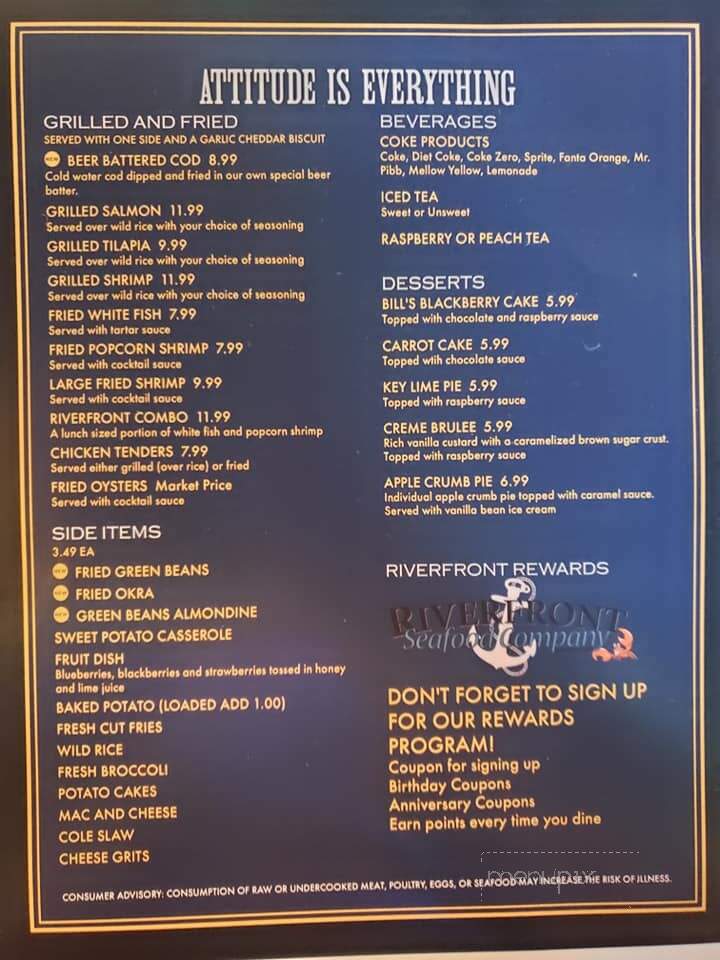 ATTITUDE IS EVERYTHING
GRILLED AND FRIED
SERVED WITH ONE SIDE AND A GARLIC CHEDDAR BISCUIT
NEW BEER BATTERED COD 8.99
Cold water cod dipped and fried in our own special beer
batter.
GRILLED SALMON 11.99
Served over wild rice with your choice of seasoning
GRILLED TILAPIA 9.99
Served over wild rice with your choice of seasoning
GRILLED SHRIMP 11.99
Served over wild rice with your choice of seasoning
FRIED WHITE FISH 7.99
Served with tartar sauce
FRIED POPCORN SHRIMP 7.99
Served with cocktail sauce
LARGE FRIED SHRIMP 9.99
Served wtih cocktail sauce
RIVERFRONT COMBO 11.99
A lunch sized portion of white fish and popcorn shrimp
CHICKEN TENDERS 7.99
Served either grilled (over rice) or fried
FRIED OYSTERS Market Price
Served with cocktail sauce
SIDE ITEMS
3.49 EA
NEW FRIED GREEN BEANS
NEW FRIED OKRA
NEW GREEN BEANS ALMONDINE
SWEET POTATO CASSEROLE
FRUIT DISH
Blueberries, blackberries and strawberries tossed in honey
and lime juice
BAKED POTATO (LOADED ADD 1.00)
FRESH CUT FRIES
WILD RICE
FRESH BROCCOLI
POTATO CAKES
MAC AND CHEESE
COLE SLAW
CHEESE GRITS
BEVERAGES
COKE PRODUCTS
Coke, Diet Coke, Coke Zero, Sprite, Fanta Orange, Mr.
Pibb, Mellow Yellow, Lemonade
ICED TEA
Sweet or Unsweet
RASPBERRY OR PEACH TEA
DESSERTS
BILL'S BLACKBERRY CAKE 5.99
Topped with chocolate and raspberry sauce
CARROT CAKE 5.99
Topped wtih chocolate sauce
KEY LIME PIE 5.99
Topped with raspberry sauce
CREME BRULEE 5.99
Rich vanilla custard with a caramelized brown sugar crust.
Topped with raspberry sauce
APPLE CRUMB PIE 6.99
Individual apple crumb pie topped with caramel sauce.
Served with vanilla bean ice cream
RIVERFRONT REWARDS
RIVERFRONT
Seafood Company
DON'T FORGET TO SIGN UP
FOR OUR REWARDS
PROGRAM!
Coupon for signing up
Birthday Coupons
Anniversary Coupons
Earn points every time you dine
menupix
CONSUMER ADVISORY: CONSUMPTION OF RAW OR UNDERCOOKED MEAT, POULTRY, EGGS, OR SEAFOOD MAY INCREASE THE RISK OF ILLNESS.